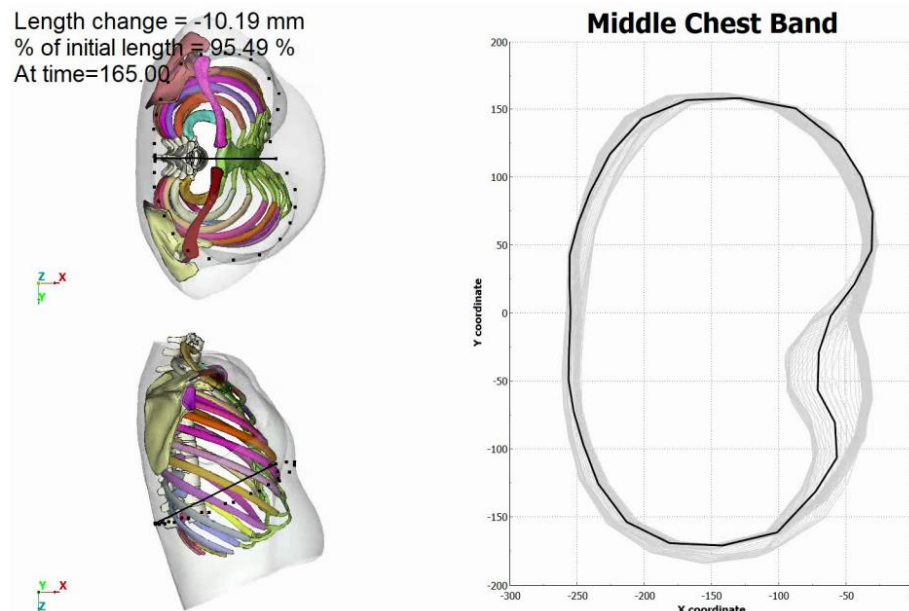 Length change = -10.19 mm
% of initial length = 95.49 %
At time=165.00
Z X
Y
Y X
Z
Middle Chest Band
200
150
100
50
0
-50
-100
-150
-200
Y coordinate
-300 -250 -200 -150 -100 -50
X coordinate